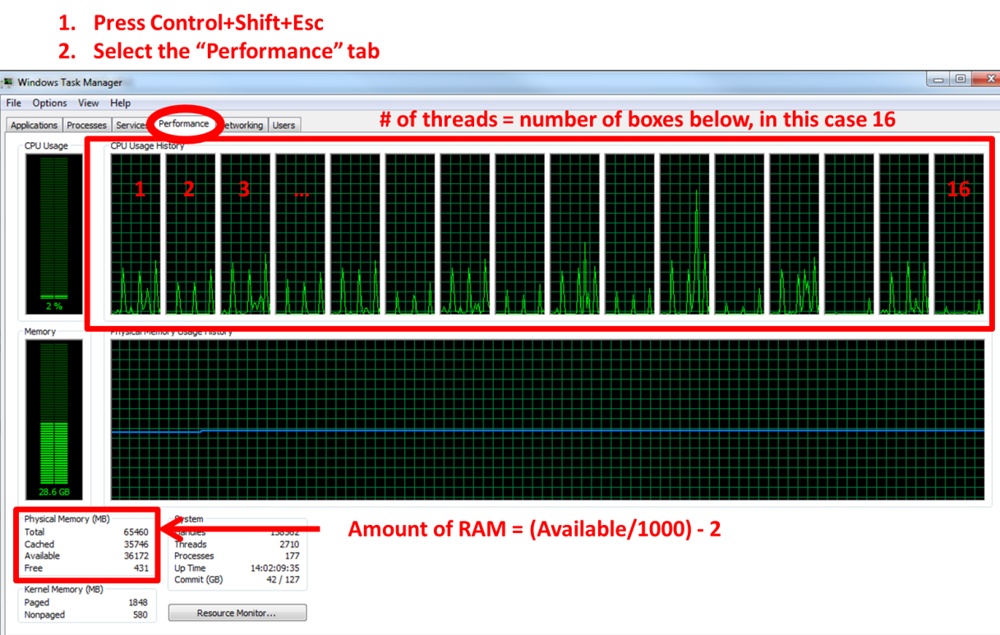 1. Press Control+Shift+Esc
2. Select the “Performance” tab
Windows Task Manager
File Options View Help
Applications Processes Services Performance Networking Users
# of threads = number of boxes below, in this case 16
CPU Usage
CPU Usage History
1 2 3 ... 16
2 %
Memory
Physical Memory Usage History
28.6 GB
Physical Memory (MB)
Total 65460
Cached 35746
Available 36172
Free 431
System
Handles 138562
Threads 2710
Processes 177
Up Time 14:02:09:35
Commit (GB) 42 / 127
Amount of RAM = (Available/1000) - 2
Kernel Memory (MB)
Paged 1848
Nonpaged 580
Resource Monitor...